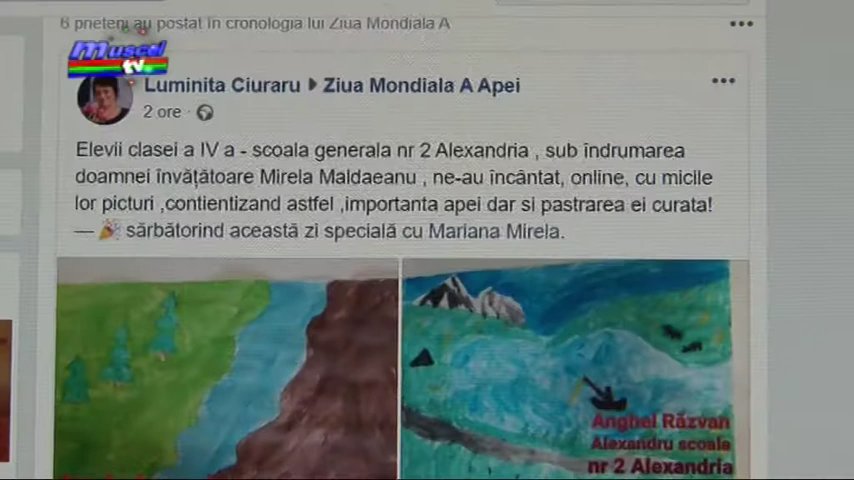 6 prieteni au postat în cronologia lui Ziua Mondiala A
Muscel
tv
Luminita Ciuraru ▸ Ziua Mondiala A Apei
2 ore ·
Elevii clasei a IV a - scoala generala nr 2 Alexandria , sub îndrumarea
doamnei învățătoare Mirela Maldaeanu , ne-au încântat, online, cu micile
lor picturi ,contientizand astfel ,importanta apei dar si pastrarea ei curata!
— 🎉 sărbătorind această zi specială cu Mariana Mirela.
Anghel Răzvan
Alexandru scoala
nr 2 Alexandria